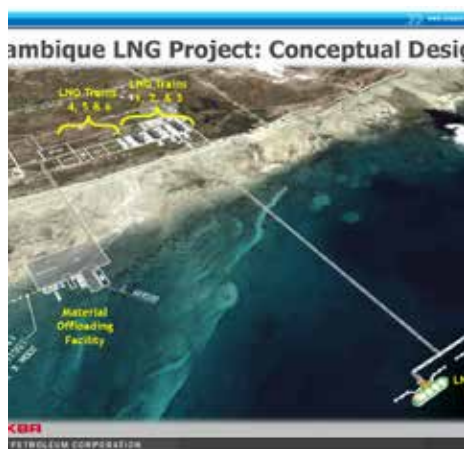 ambique LNG Project: Conceptual Desig
LNG Trains
4, 5 & 6
LNG Trains
1, 2, & 3
Material
Offloading
Facility
LN
KBR
PETROLEUM CORPORATION